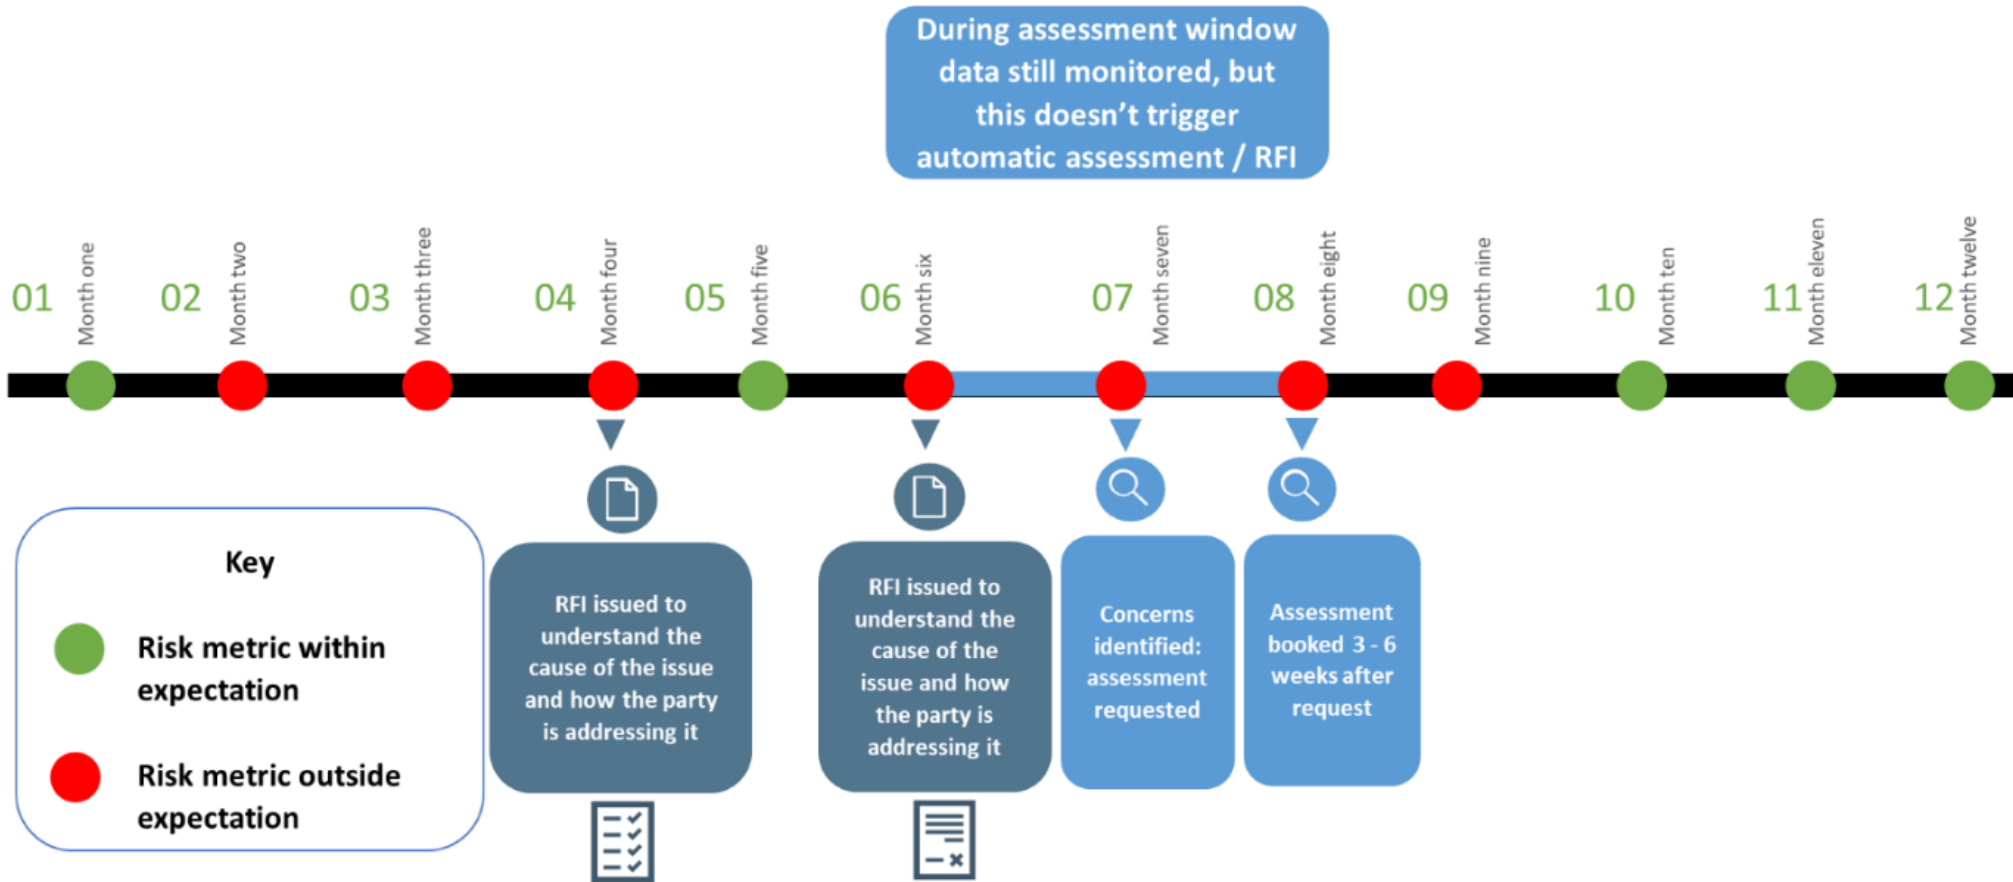 During assessment window
data still monitored, but
this doesn't trigger
automatic assessment / RFI
01
Month one
02
Month two
03
Month three
04
Month four
05
Month five
06
Month six
07
Month seven
08
Month eight
09
Month nine
10
Month ten
11
Month eleven
12
Month twelve
Key
Risk metric within
expectation
Risk metric outside
expectation
RFI issued to
understand the
cause of the issue
and how the party
is addressing it
RFI issued to
understand the
cause of the
issue and how
the party is
addressing it
Concerns
identified:
assessment
requested
Assessment
booked 3 - 6
weeks after
request